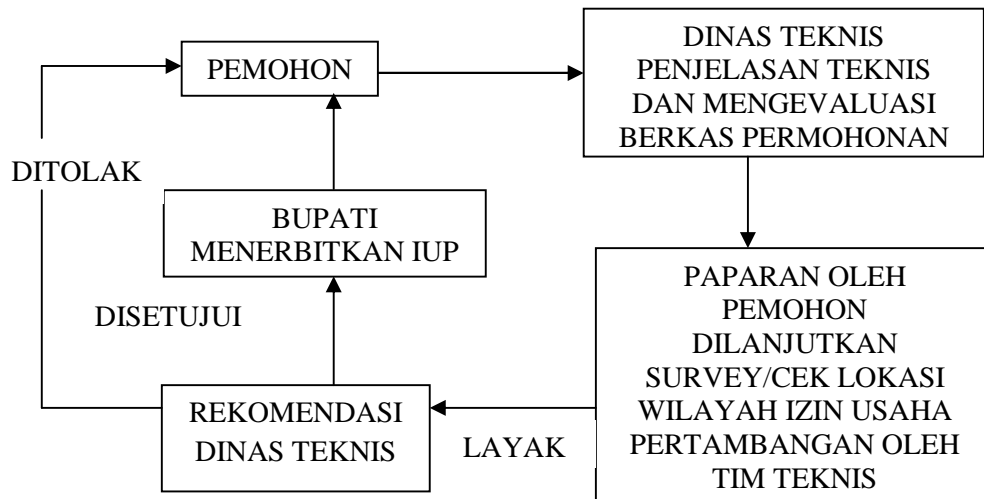 PEMOHON
DINAS TEKNIS
PENJELASAN TEKNIS
DAN MENGEVALUASI
BERKAS PERMOHONAN
DITOLAK
BUPATI
MENERBITKAN IUP
DISETUJUI
PAPARAN OLEH
PEMOHON
DILANJUTKAN
SURVEY/CEK LOKASI
WILAYAH IZIN USAHA
PERTAMBANGAN OLEH
TIM TEKNIS
LAYAK
REKOMENDASI
DINAS TEKNIS